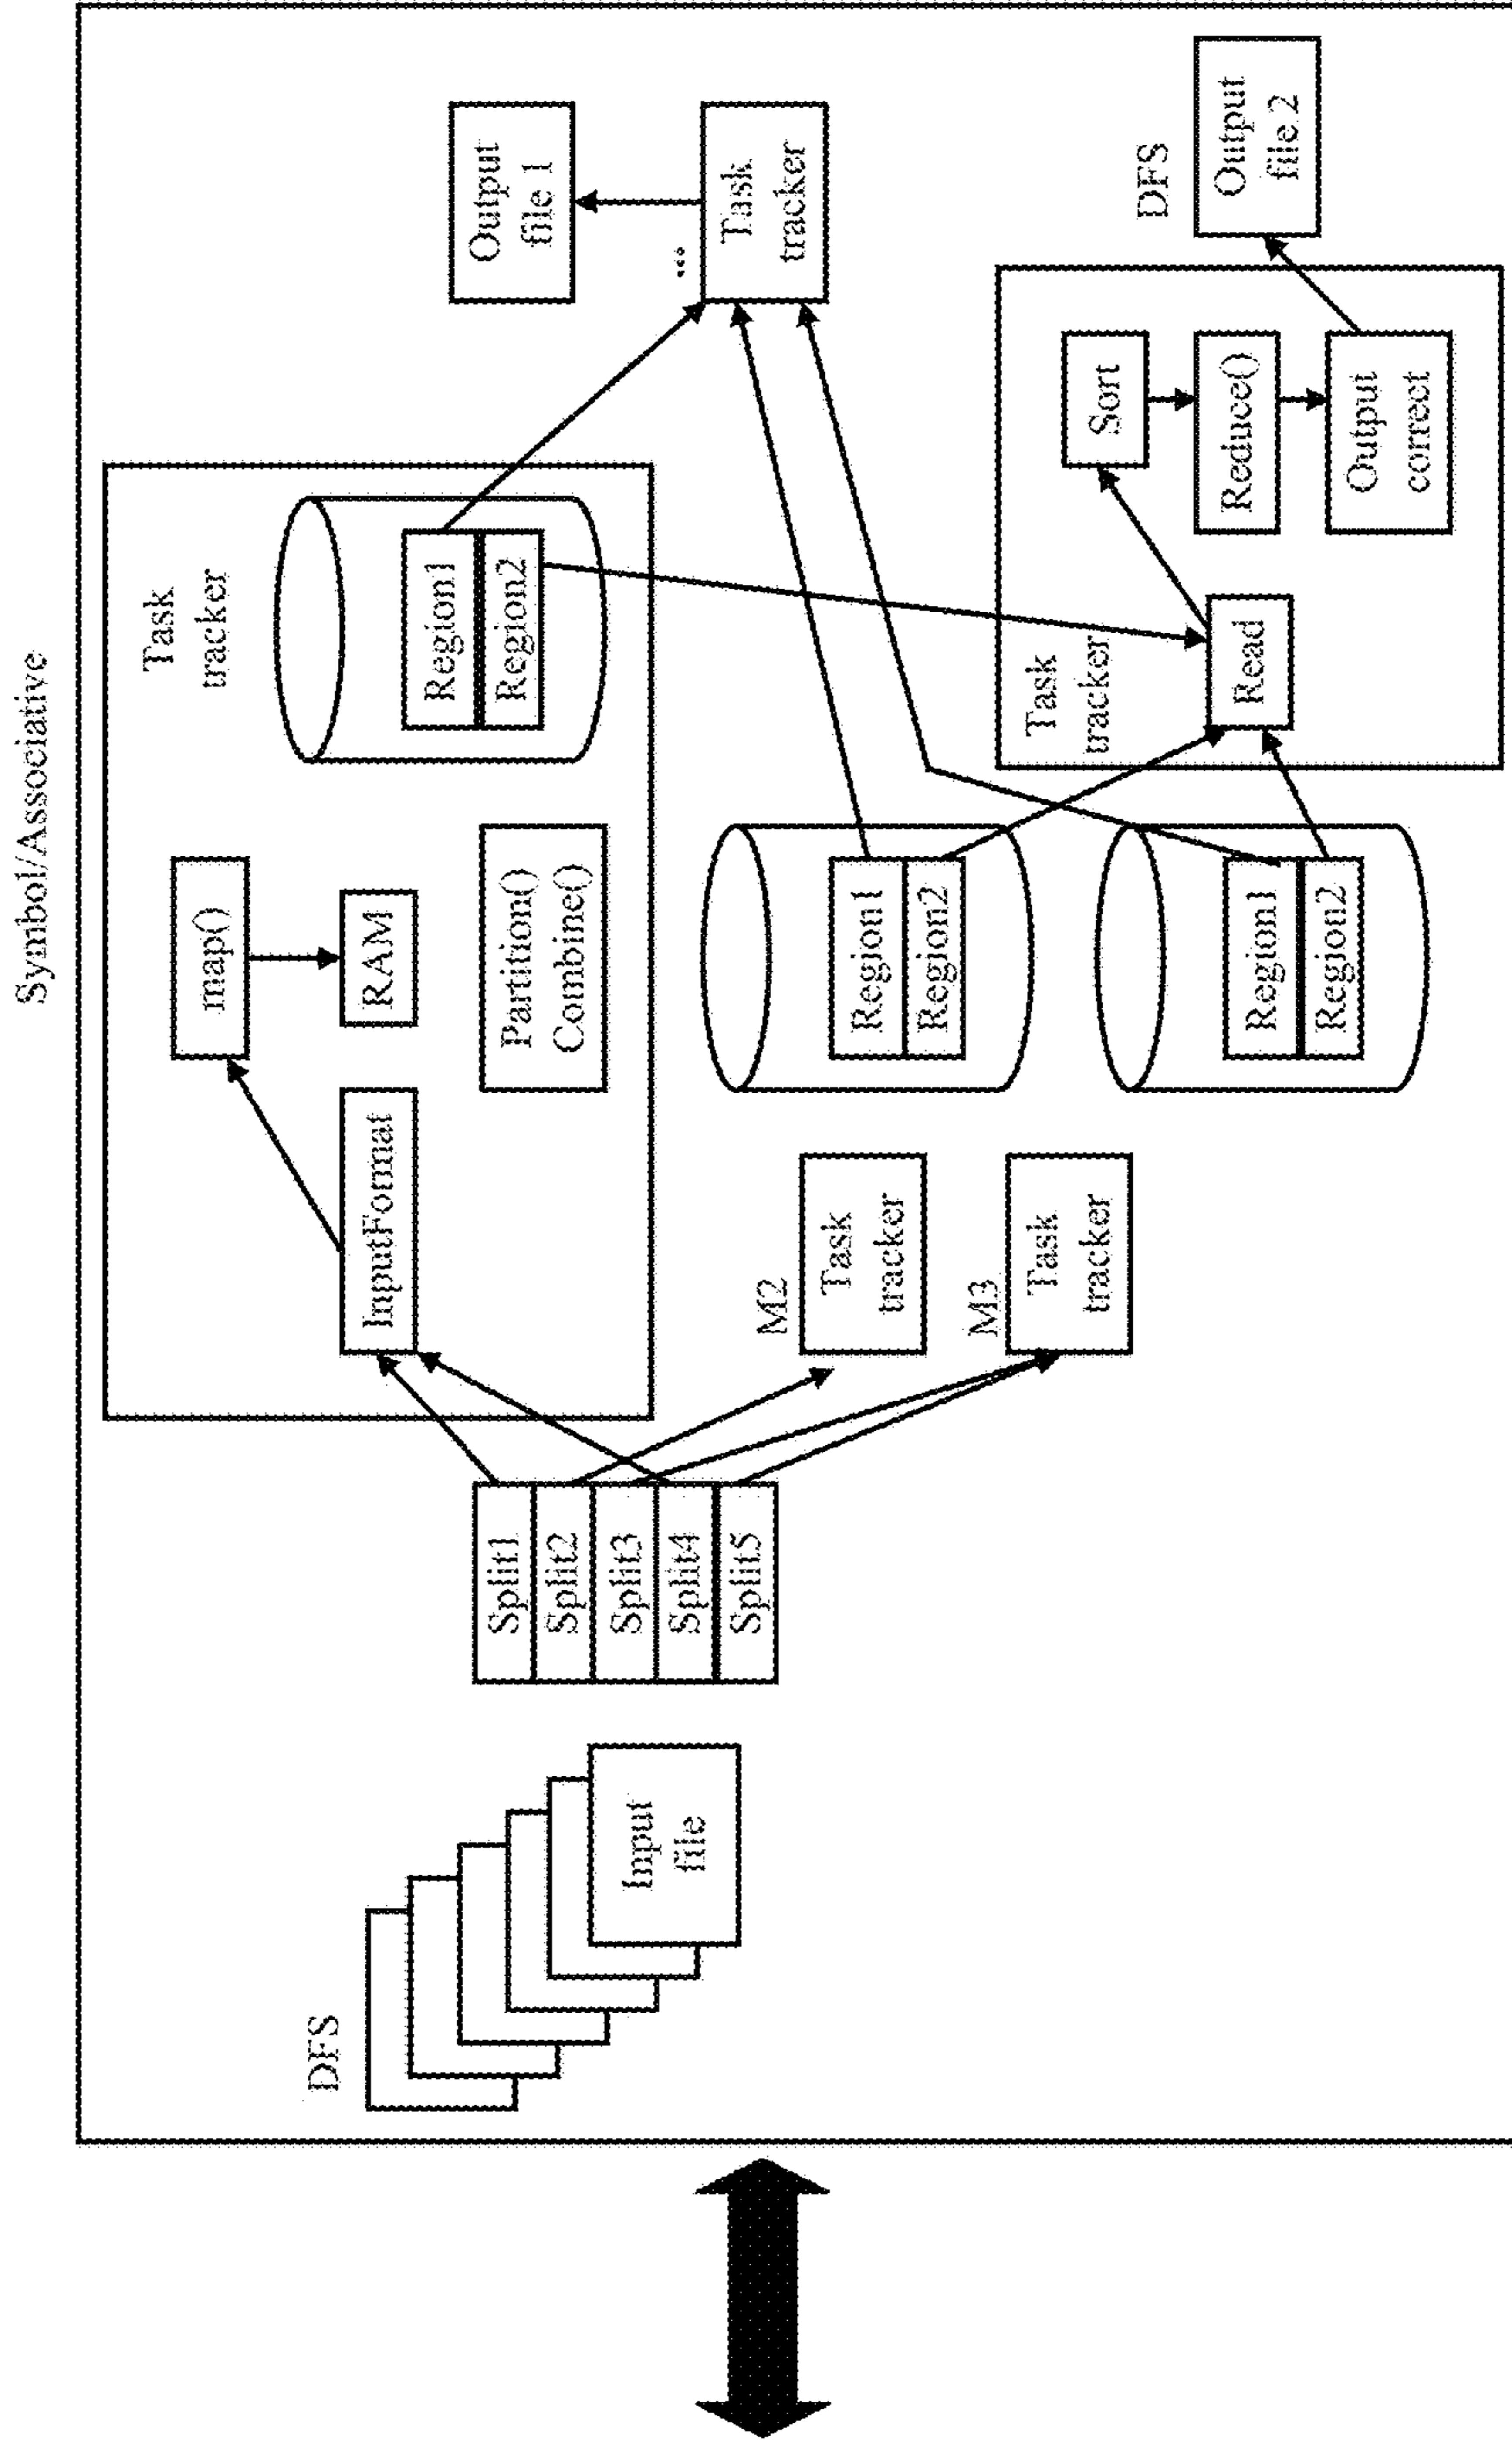 Symbol/Associative
DFS
Input
file
Split1
Split2
Split3
Split4
Split5
InputFormat
map()
RAM
Partition()
Combine()
Task
tracker
Region1
Region2
M2
Task
tracker
M3
Task
tracker
Region1
Region2
Region1
Region2
Output
file 1
...
Task
tracker
Task
tracker
Read
Sort
Reduce()
Output
correct
DFS
Output
file 2